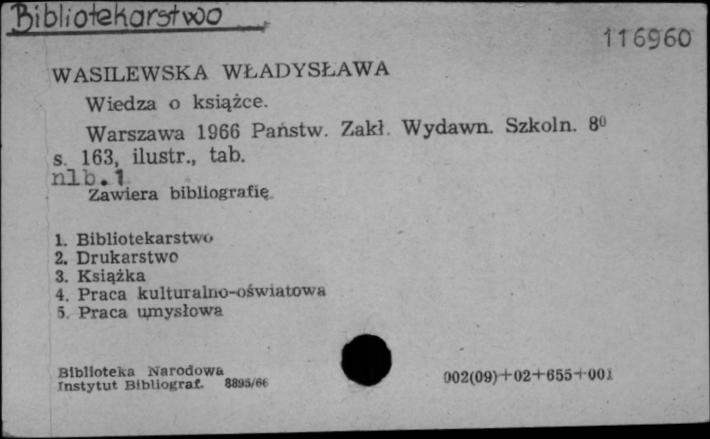 Bibliotekarstwo
116960
WASILEWSKA WŁADYSŁAWA
Wiedza o książce.
Warszawa 1966 Państw. Zakł. Wydawn. Szkoln. 8⁰
s. 163, ilustr., tab.
nlb. 1
Zawiera bibliografię.
1. Bibliotekarstwo
2. Drukarstwo
3. Książka
4. Praca kulturalno-oświatowa
5. Praca umysłowa
Biblioteka Narodowa
Instytut Bibliograf. 8895/66
002(09)+02+655+001